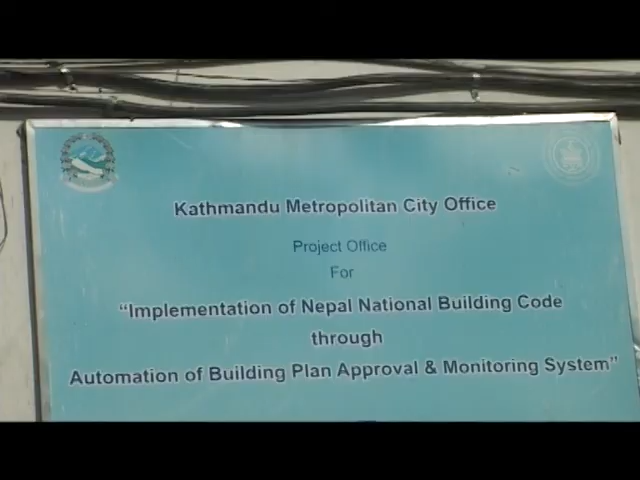 Kathmandu Metropolitan City Office
Project Office
For
“Implementation of Nepal National Building Code
through
Automation of Building Plan Approval & Monitoring System”